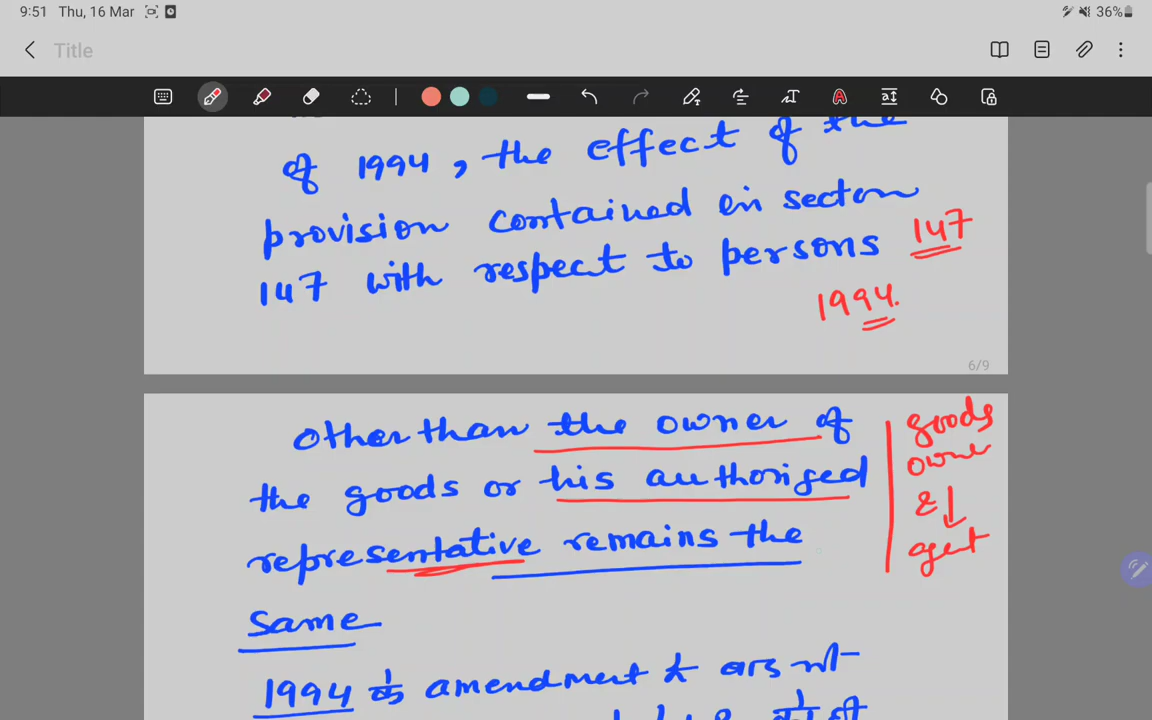 9:51 Thu, 16 Mar
36%
Title
of 1994, the effect of the
provision contained in secton
147 with respect to persons 147
1994.
6/9
other than the owner of
the goods or his authorised
representative remains the
same
goods
owner
&
agent
1994 amendment